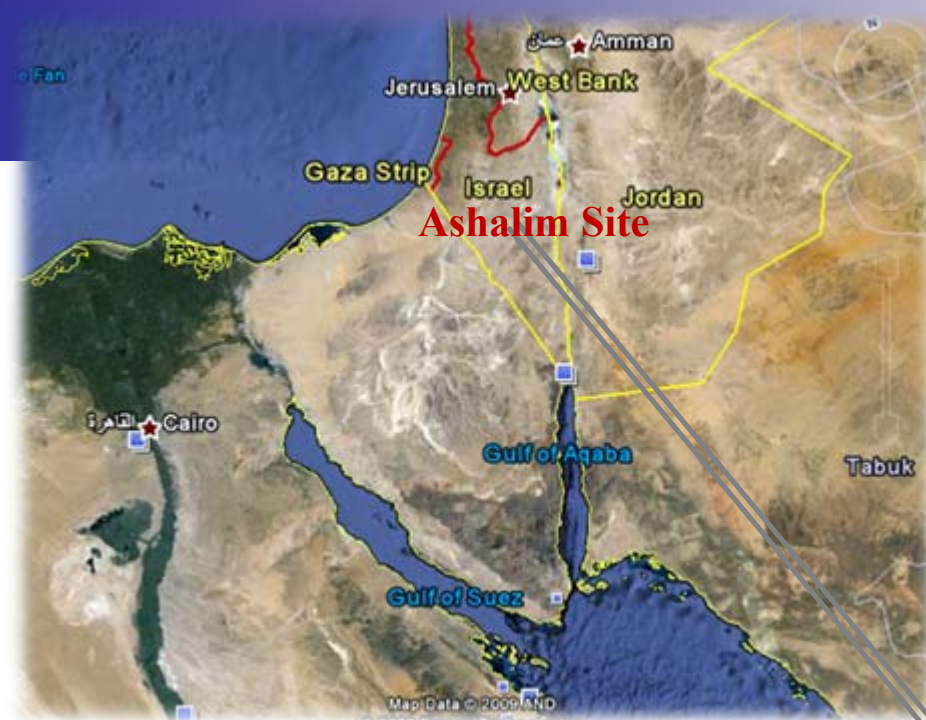 عمان Amman
e Fan
Jerusalem
West Bank
Gaza Strip
Israel
Jordan
Ashalim Site
القاهرة Cairo
Gulf of Aqaba
Tabuk
Gulf of Suez
Map Data © 2009 AND